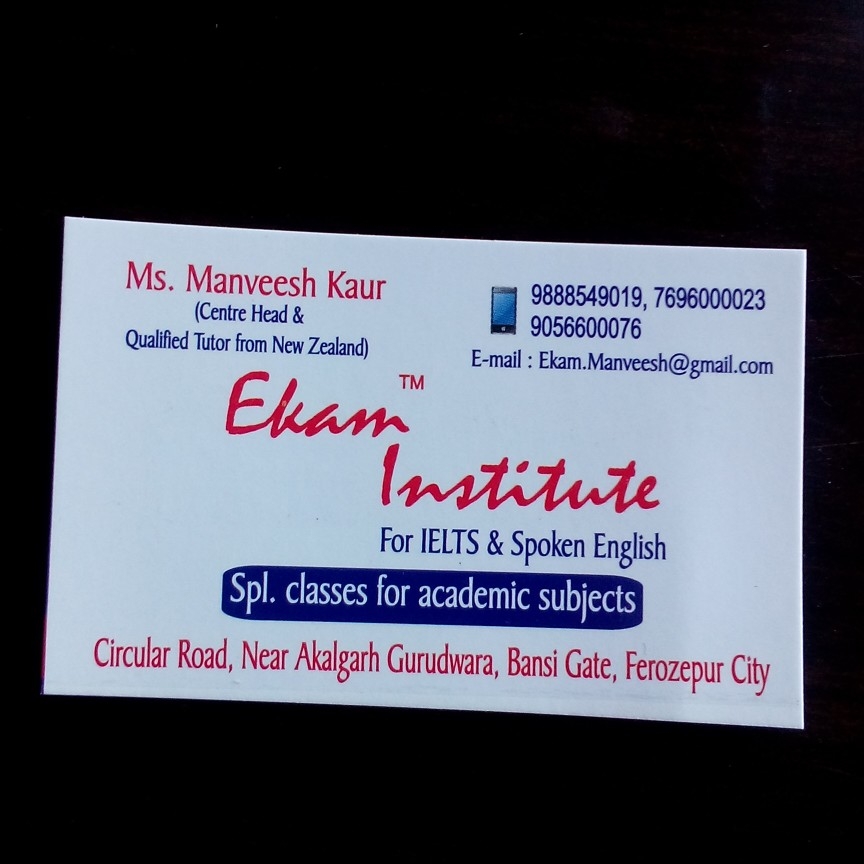 Ms. Manveesh Kaur
(Centre Head &
Qualified Tutor from New Zealand)
9888549019, 7696000023
9056600076
E-mail : Ekam.Manveesh@gmail.com
Ekam™
Institute
For IELTS & Spoken English
Spl. classes for academic subjects
Circular Road, Near Akalgarh Gurudwara, Bansi Gate, Ferozepur City